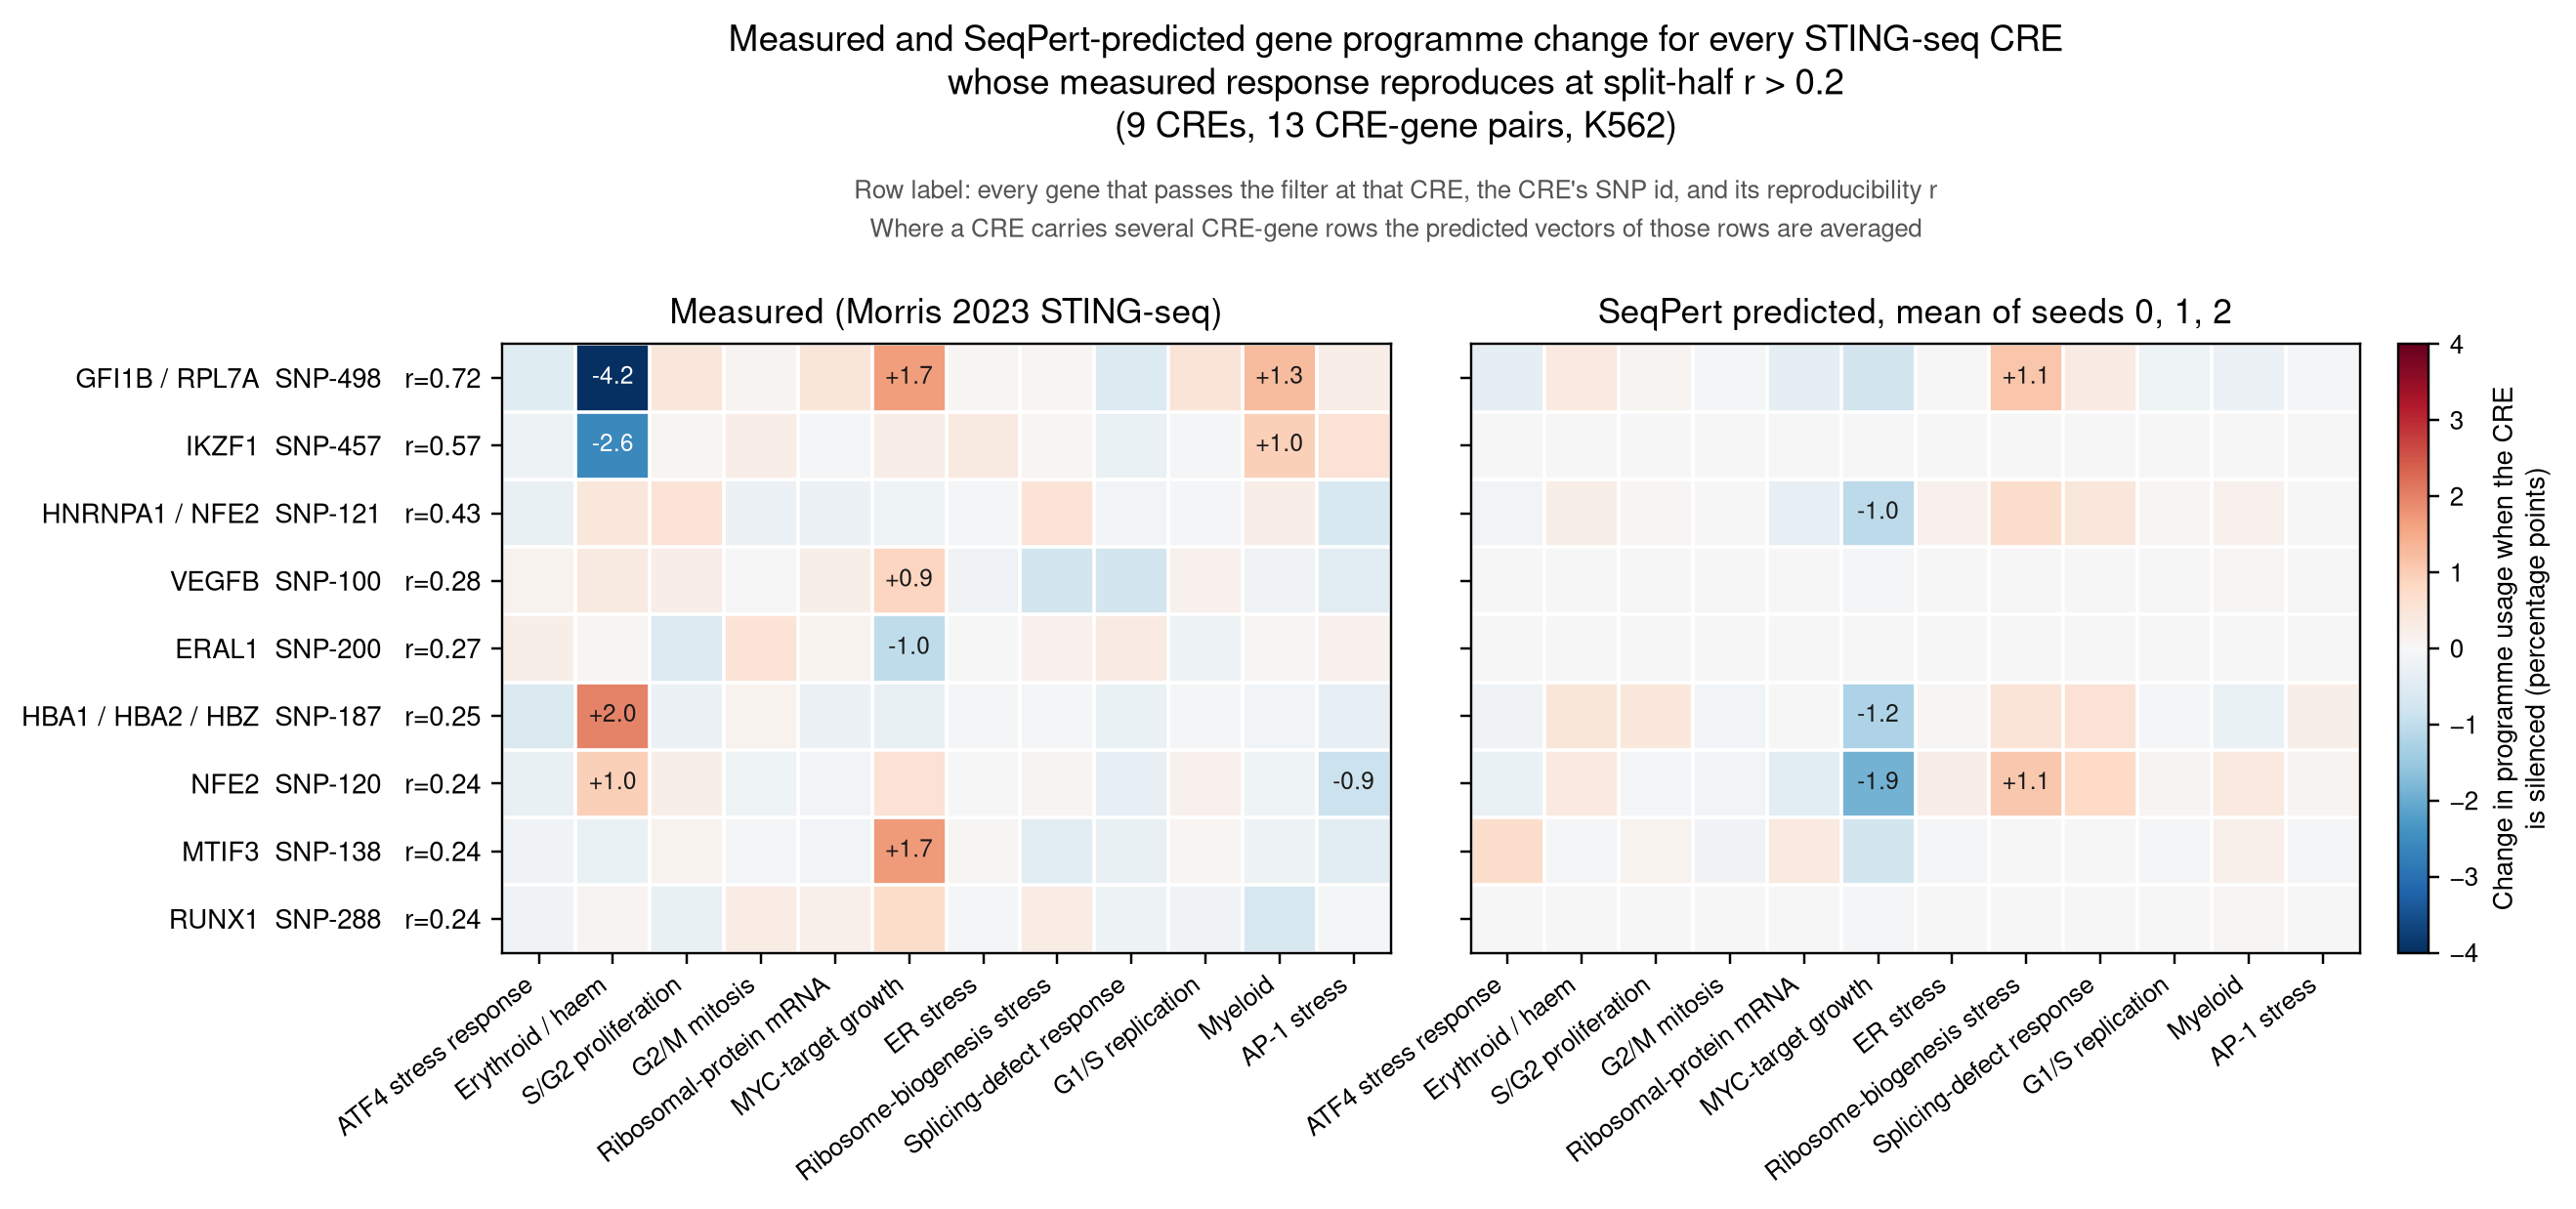 Measured and SeqPert-predicted gene programme change for every STING-seq CRE
whose measured response reproduces at split-half r > 0.2
(9 CREs, 13 CRE-gene pairs, K562)
Row label: every gene that passes the filter at that CRE, the CRE's SNP id, and its reproducibility r
Where a CRE carries several CRE-gene rows the predicted vectors of those rows are averaged
Measured (Morris 2023 STING-seq)
GFI1B / RPL7A SNP-498 r=0.72
-4.2
+1.7
+1.3
IKZF1 SNP-457 r=0.57
-2.6
+1.0
HNRNPA1 / NFE2 SNP-121 r=0.43
VEGFB SNP-100 r=0.28
+0.9
ERAL1 SNP-200 r=0.27
-1.0
HBA1 / HBA2 / HBZ SNP-187 r=0.25
+2.0
NFE2 SNP-120 r=0.24
+1.0
-0.9
MTIF3 SNP-138 r=0.24
+1.7
RUNX1 SNP-288 r=0.24
ATF4 stress response
Erythroid / haem
S/G2 proliferation
G2/M mitosis
Ribosomal-protein mRNA
MYC-target growth
ER stress
Ribosome-biogenesis stress
Splicing-defect response
G1/S replication
Myeloid
AP-1 stress
SeqPert predicted, mean of seeds 0, 1, 2
+1.1
-1.0
-1.2
-1.9
+1.1
ATF4 stress response
Erythroid / haem
S/G2 proliferation
G2/M mitosis
Ribosomal-protein mRNA
MYC-target growth
ER stress
Ribosome-biogenesis stress
Splicing-defect response
G1/S replication
Myeloid
AP-1 stress
4
3
2
1
0
−1
−2
−3
−4
Change in programme usage when the CRE
is silenced (percentage points)